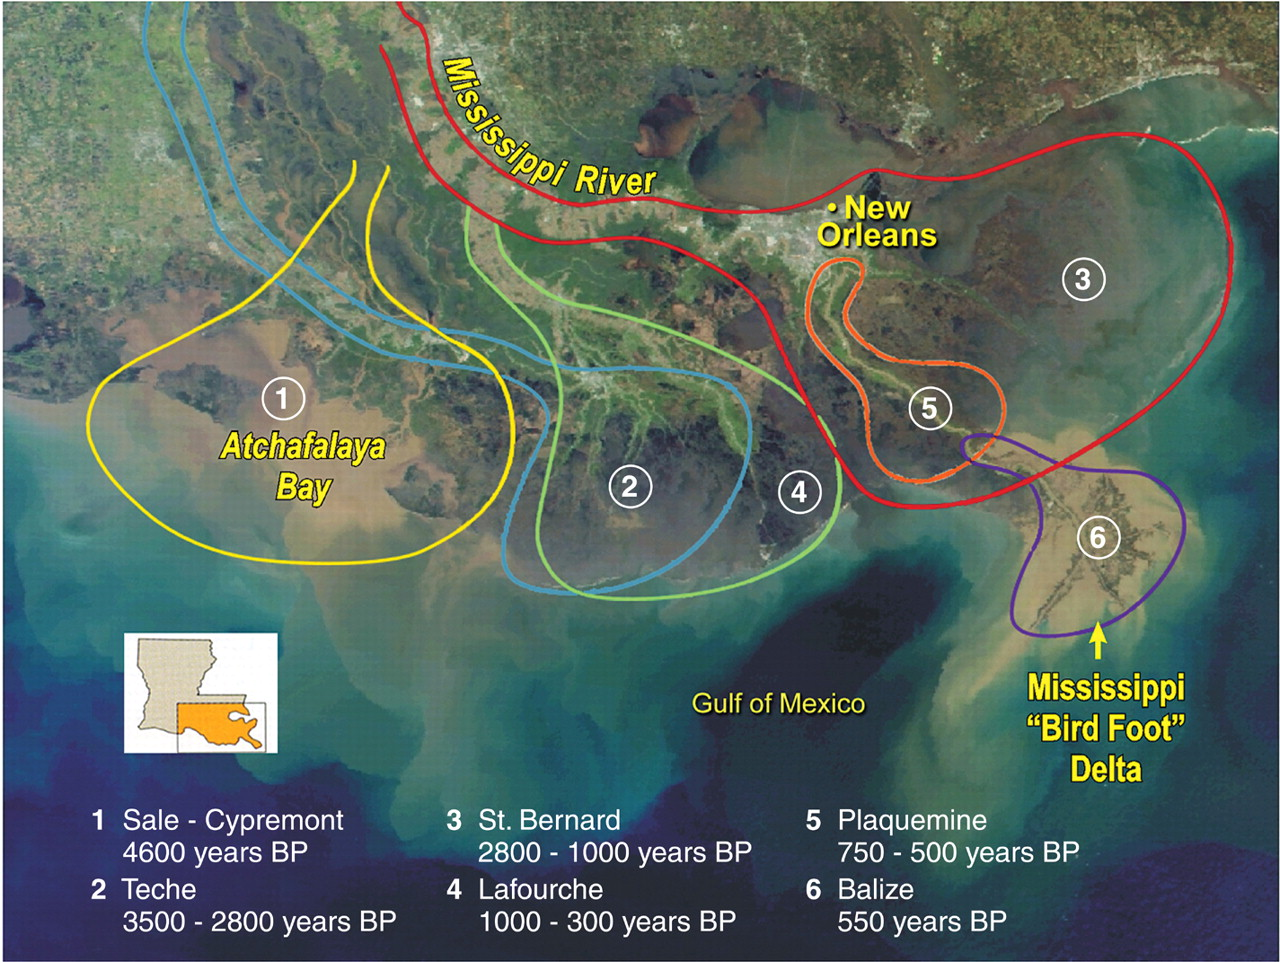 Mississippi River
• New
Orleans
3
1
Atchafalaya
Bay
5
2
4
6
Mississippi
“Bird Foot”
Delta
Gulf of Mexico
1 Sale - Cypremont
4600 years BP
2 Teche
3500 - 2800 years BP
3 St. Bernard
2800 - 1000 years BP
4 Lafourche
1000 - 300 years BP
5 Plaquemine
750 - 500 years BP
6 Balize
550 years BP